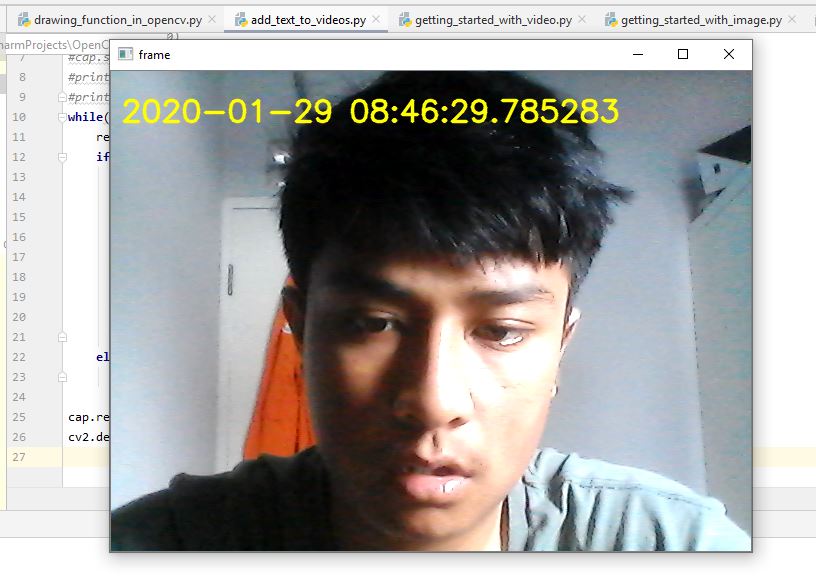 drawing_function_in_opencv.py add_text_to_videos.py getting_started_with_video.py getting_started_with_image.py
harmProjects\OpenC
frame
2020-01-29 08:46:29.785283
7 #cap.s
8 #print
9 #print
10 while(
11 re
12 if
13
14
15
16
17
18
19
20
21
22 el
23
24
25 cap.re
26 cv2.de
27